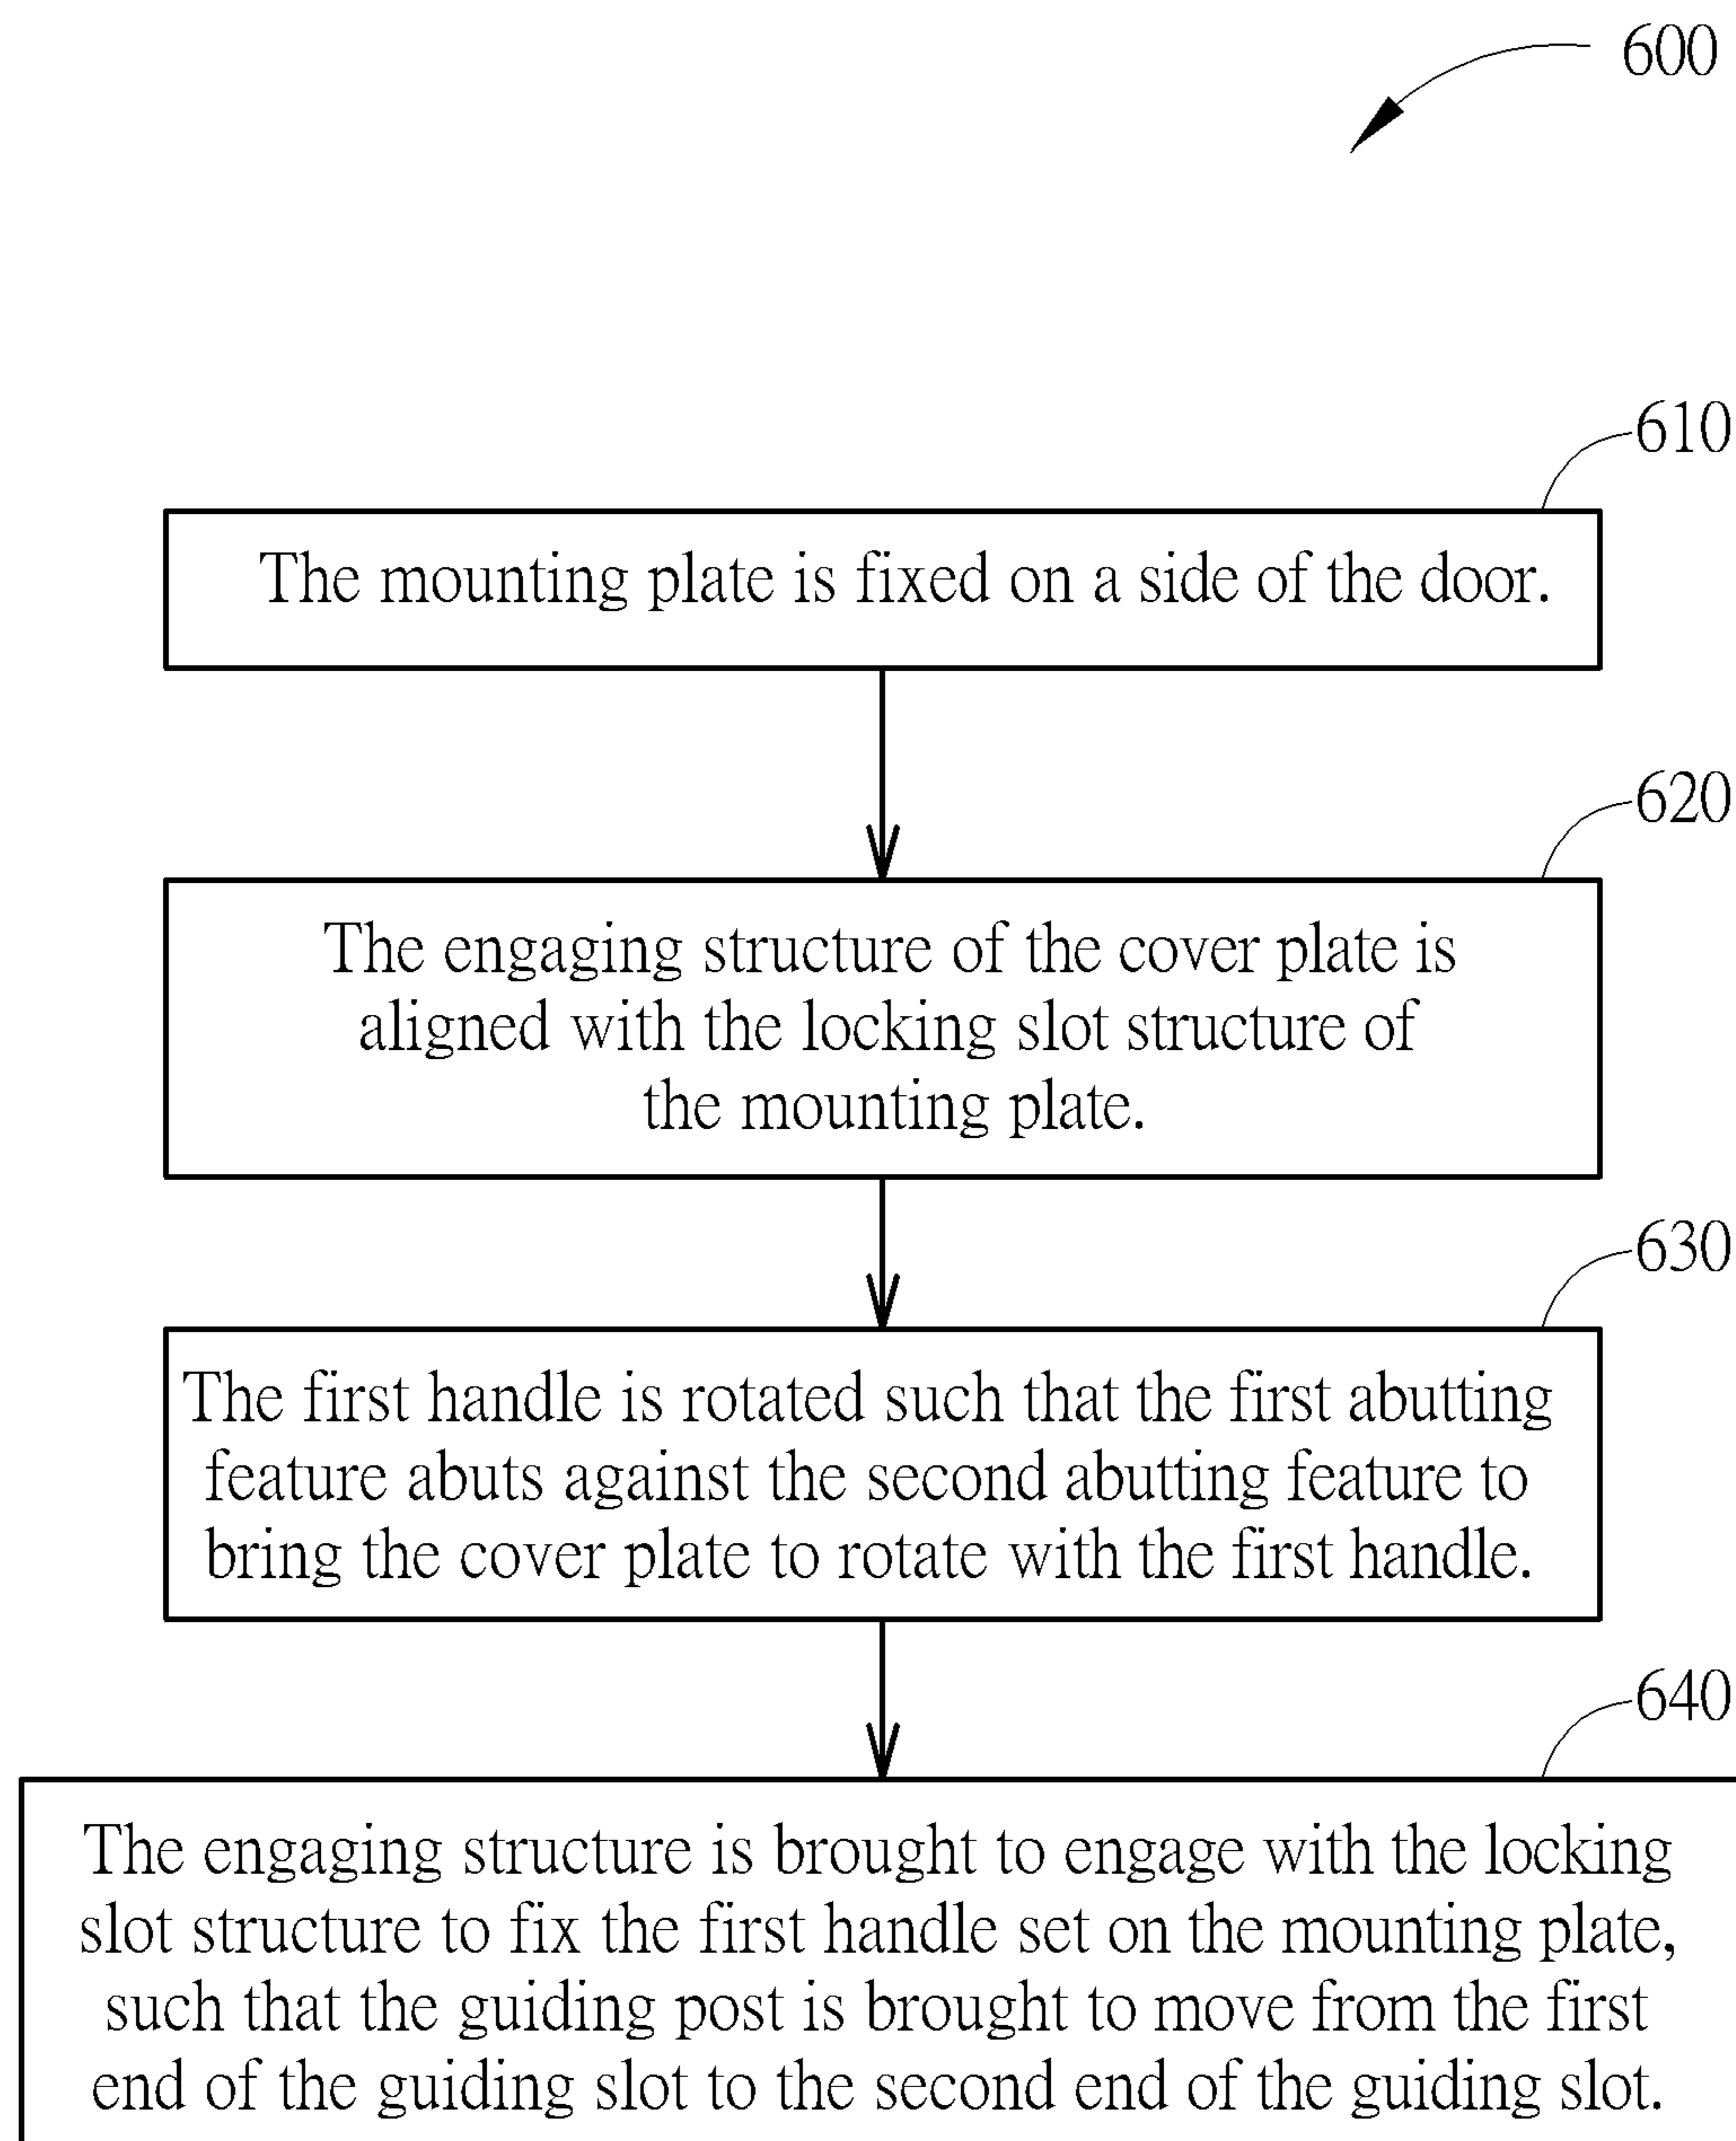 600
610
The mounting plate is fixed on a side of the door.
620
The engaging structure of the cover plate is
aligned with the locking slot structure of
the mounting plate.
630
The first handle is rotated such that the first abutting
feature abuts against the second abutting feature to
bring the cover plate to rotate with the first handle.
640
The engaging structure is brought to engage with the locking
slot structure to fix the first handle set on the mounting plate,
such that the guiding post is brought to move from the first
end of the guiding slot to the second end of the guiding slot.